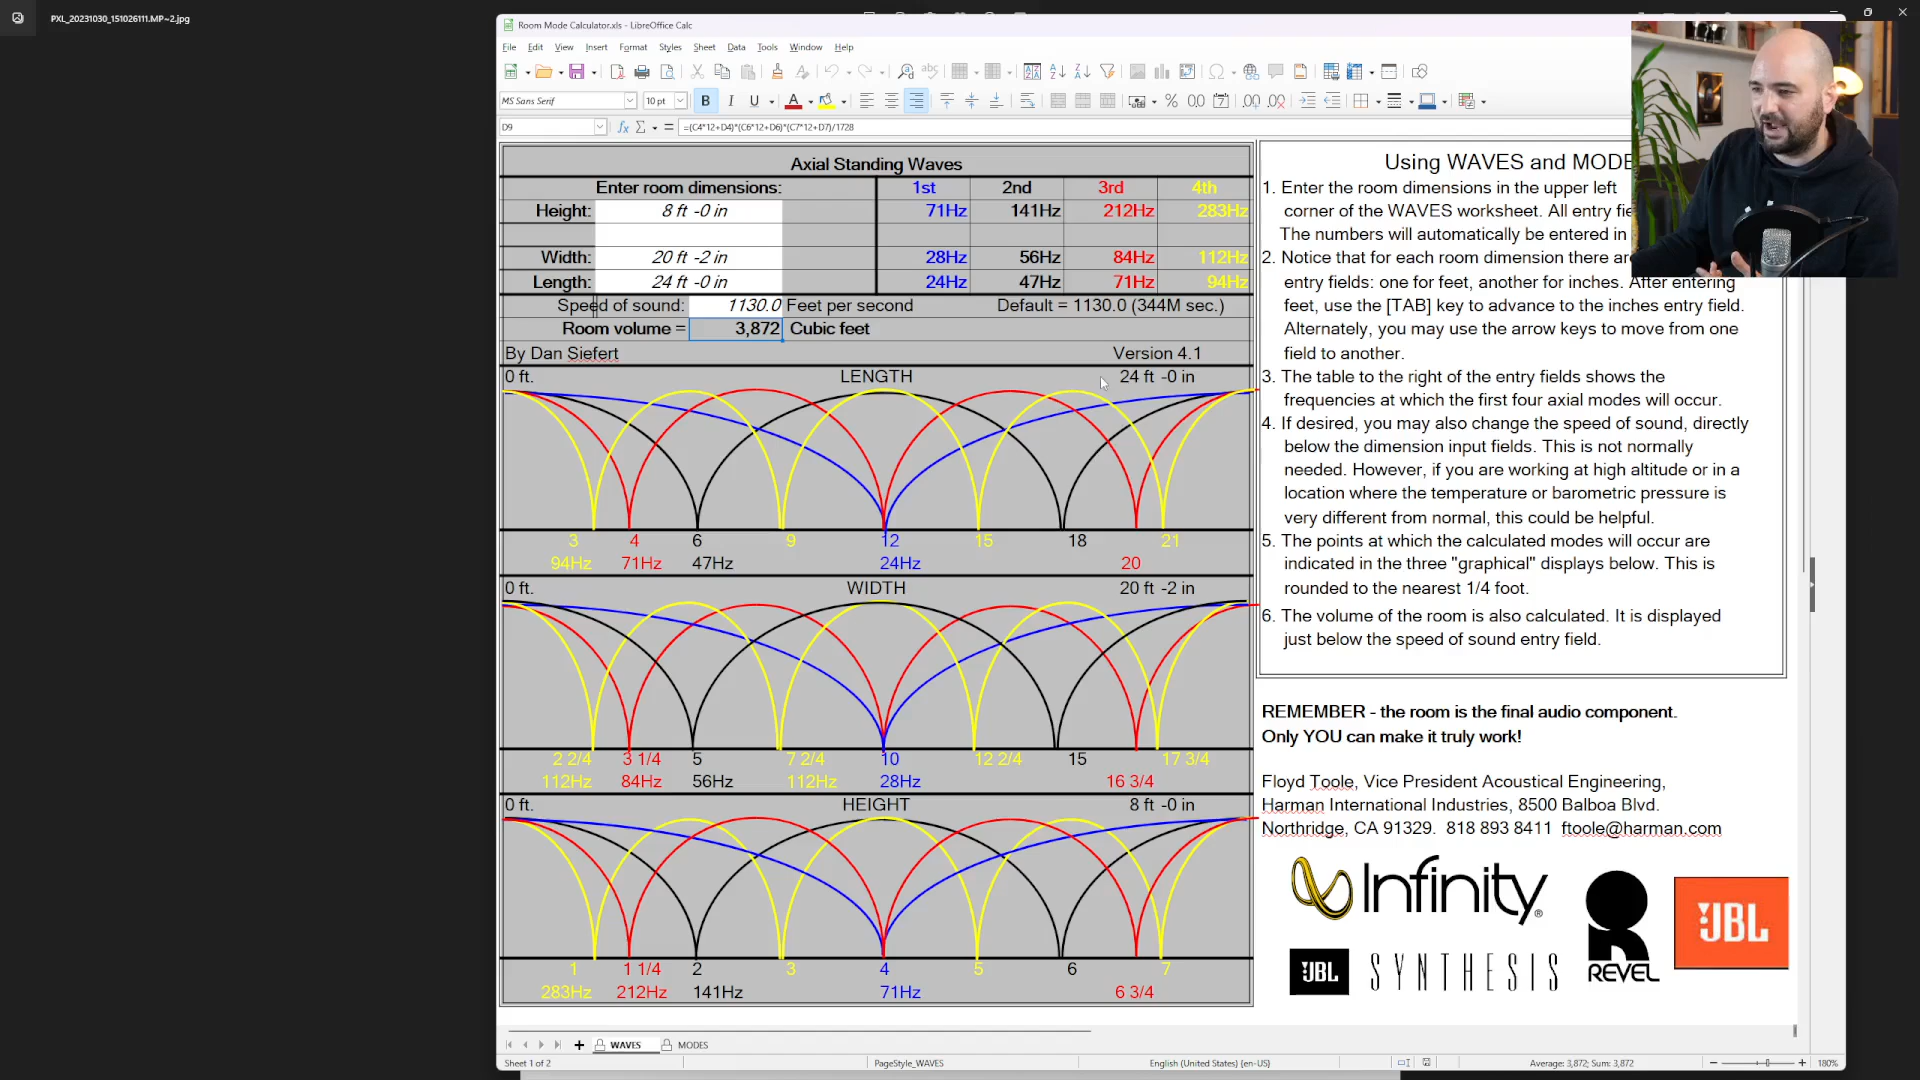 PXL_20231030_151026111.MP~2.jpg
Room Mode Calculator.xls - LibreOffice Calc
File Edit View Insert Format Styles Sheet Data Tools Window Help
MS Sans Serif 10 pt
D9 =(C4*12+D4)*(C6*12+D6)*(C7*12+D7)/1728
Axial Standing Waves
Enter room dimensions: 1st 2nd 3rd 4th
Height: 8 ft -0 in 71Hz 141Hz 212Hz 283Hz
Width: 20 ft -2 in 28Hz 56Hz 84Hz 112Hz
Length: 24 ft -0 in 24Hz 47Hz 71Hz 94Hz
Speed of sound: 1130.0 Feet per second Default = 1130.0 (344M sec.)
Room volume = 3,872 Cubic feet
By Dan Siefert Version 4.1
0 ft. LENGTH 24 ft -0 in
3 4 6 9 12 15 18 21
94Hz 71Hz 47Hz 24Hz 20
0 ft. WIDTH 20 ft -2 in
2 2/4 3 1/4 5 7 2/4 10 12 2/4 15 17 3/4
112Hz 84Hz 56Hz 112Hz 28Hz 16 3/4
0 ft. HEIGHT 8 ft -0 in
1 1 1/4 2 3 4 5 6 7
283Hz 212Hz 141Hz 71Hz 6 3/4
Using WAVES and MODE
1. Enter the room dimensions in the upper left
corner of the WAVES worksheet. All entry fie
The numbers will automatically be entered in
2. Notice that for each room dimension there are
entry fields: one for feet, another for inches. After entering
feet, use the [TAB] key to advance to the inches entry field.
Alternately, you may use the arrow keys to move from one
field to another.
3. The table to the right of the entry fields shows the
frequencies at which the first four axial modes will occur.
4. If desired, you may also change the speed of sound, directly
below the dimension input fields. This is not normally
needed. However, if you are working at high altitude or in a
location where the temperature or barometric pressure is
very different from normal, this could be helpful.
5. The points at which the calculated modes will occur are
indicated in the three "graphical" displays below. This is
rounded to the nearest 1/4 foot.
6. The volume of the room is also calculated. It is displayed
just below the speed of sound entry field.
REMEMBER - the room is the final audio component.
Only YOU can make it truly work!
Floyd Toole, Vice President Acoustical Engineering,
Harman International Industries, 8500 Balboa Blvd.
Northridge, CA 91329. 818 893 8411 ftoole@harman.com
Infinity
REVEL
JBL
JBL SYNTHESIS
WAVES MODES
Sheet 1 of 2 PageStyle_WAVES English (United States) {en-US} Average: 3,872; Sum: 3,872 180%